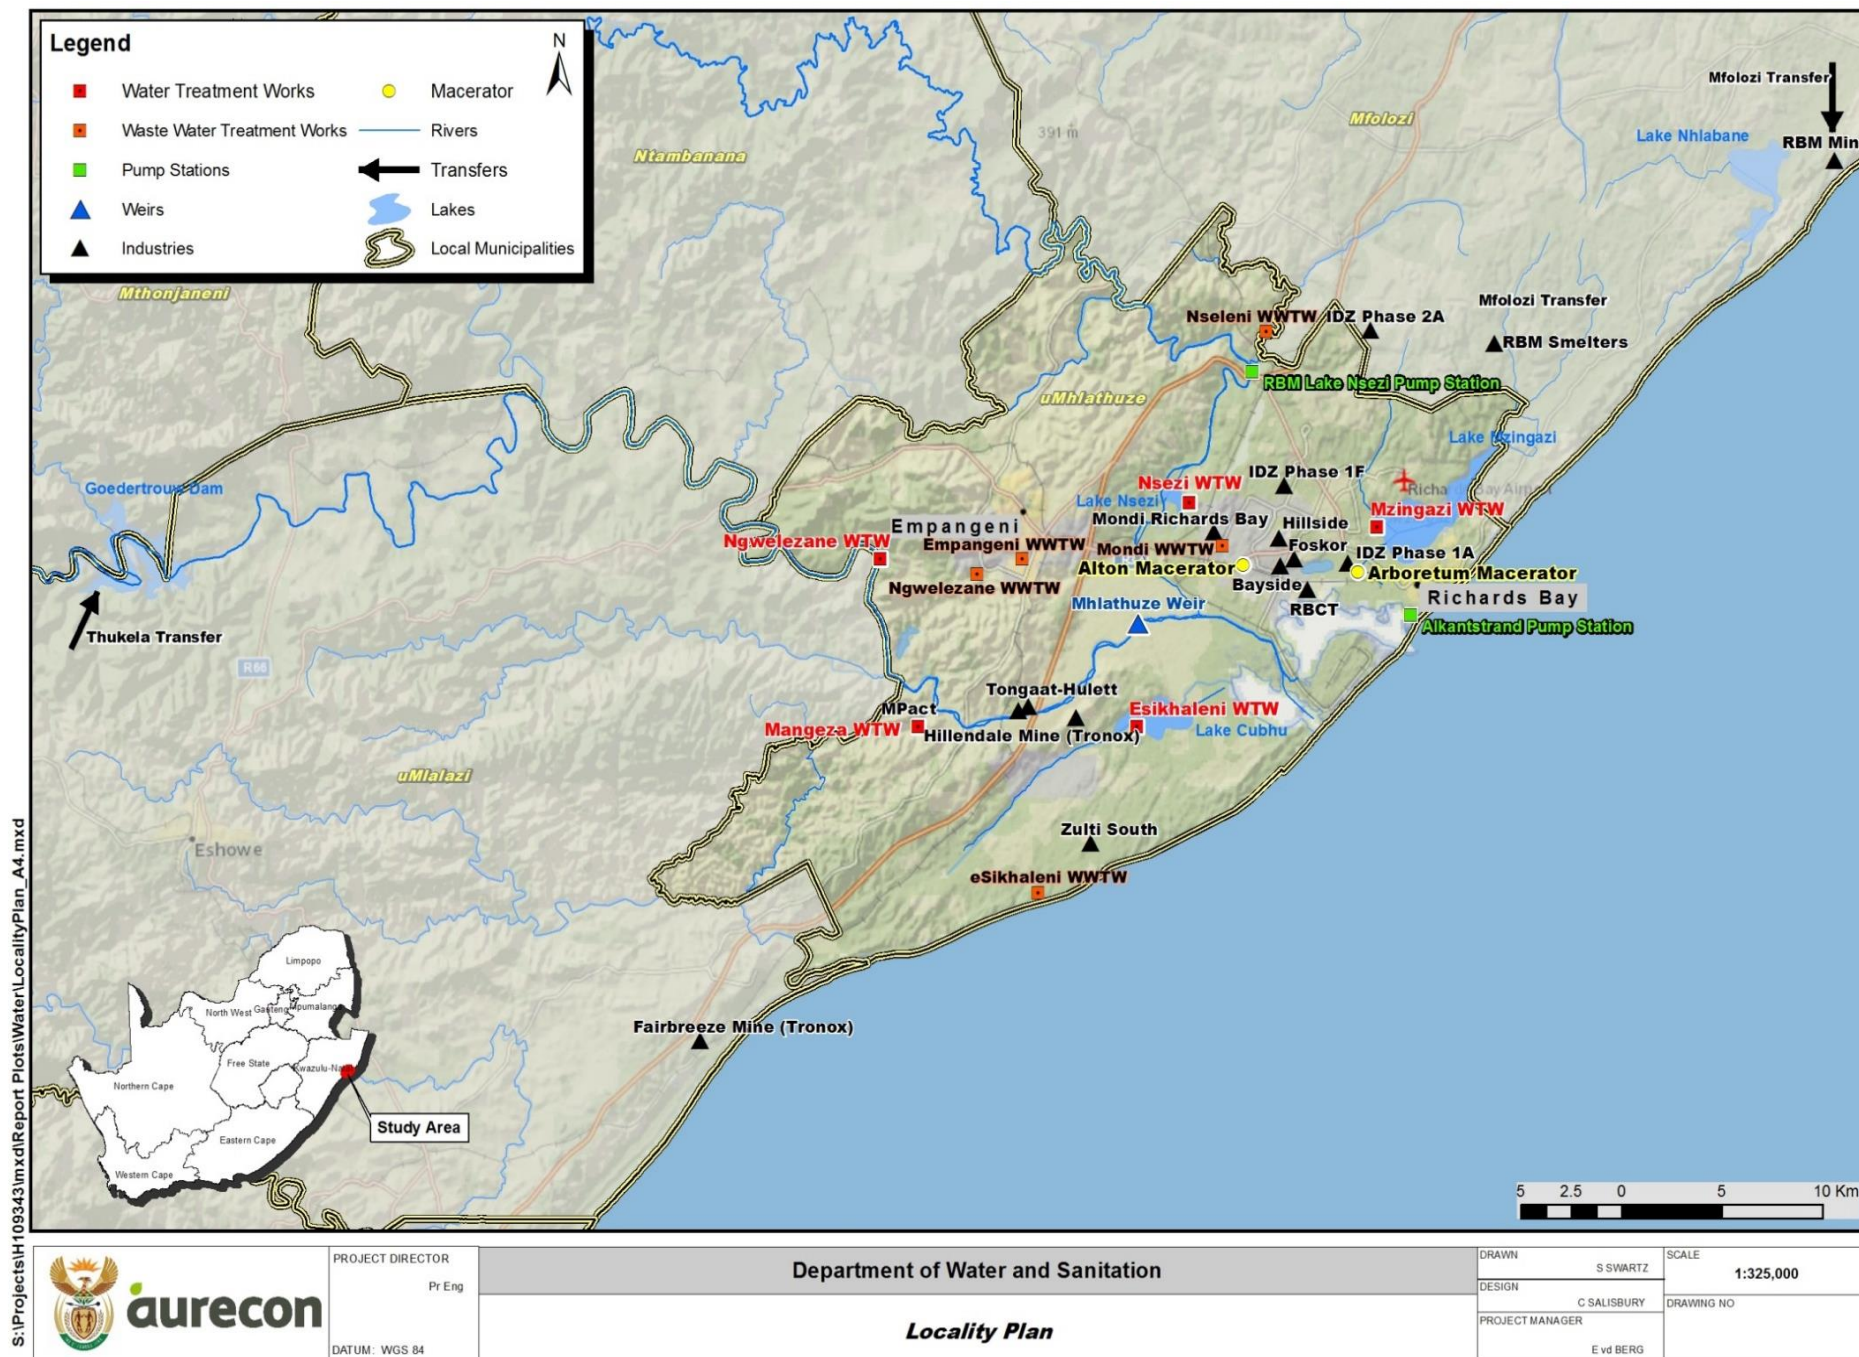 Legend
N
Water Treatment Works
Macerator
Waste Water Treatment Works
Rivers
Pump Stations
Transfers
Weirs
Lakes
Industries
Local Municipalities
Mfolozi Transfer
Mfolozi
391 m
Lake Nhlabane
RBM Min
Ntambanana
Mthonjaneni
Mfolozi Transfer
Nseleni WWTW
IDZ Phase 2A
RBM Smelters
RBM Lake Nsezi Pump Station
uMhlathuze
Lake Mzingazi
Goedertrouw Dam
IDZ Phase 1F
Nsezi WTW
Lake Nsezi
Mzingazi WTW
Empangeni
Mondi Richards Bay
Hillside
Ngwelezane WTW
Empangeni WWTW
Mondi WWTW
Foskor
IDZ Phase 1A
Alton Macerator
Arboretum Macerator
Ngwelezane WWTW
Bayside
Mhlathuze Weir
RBCT
Richards Bay
Alkantstrand Pump Station
Thukela Transfer
R66
Tongaat-Hulett
MPact
Esikhaleni WTW
Mangeza WTW
Hillendale Mine (Tronox)
Lake Cubhu
uMlalazi
Zulti South
Eshowe
eSikhaleni WWTW
Limpopo
North West
Gauteng
Mpumalanga
Fairbreeze Mine (Tronox)
Free State
Northern Cape
Study Area
Eastern Cape
Western Cape
5 2.5 0 5 10 Km
S:\Projects\H109343\mxd\Report Plots\Water\LocalityPlan_A4.mxd
aurecon
PROJECT DIRECTOR
Pr Eng
DATUM: WGS 84
Department of Water and Sanitation
Locality Plan
DRAWN
S SWARTZ
DESIGN
C SALISBURY
PROJECT MANAGER
E vd BERG
SCALE
1:325,000
DRAWING NO